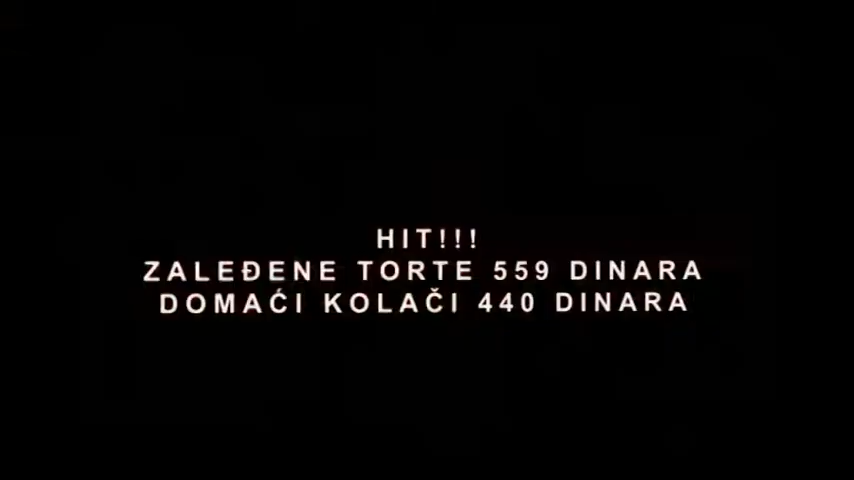 HIT!!!
ZALEĐENE TORTE 559 DINARA
DOMAĆI KOLAČI 440 DINARA